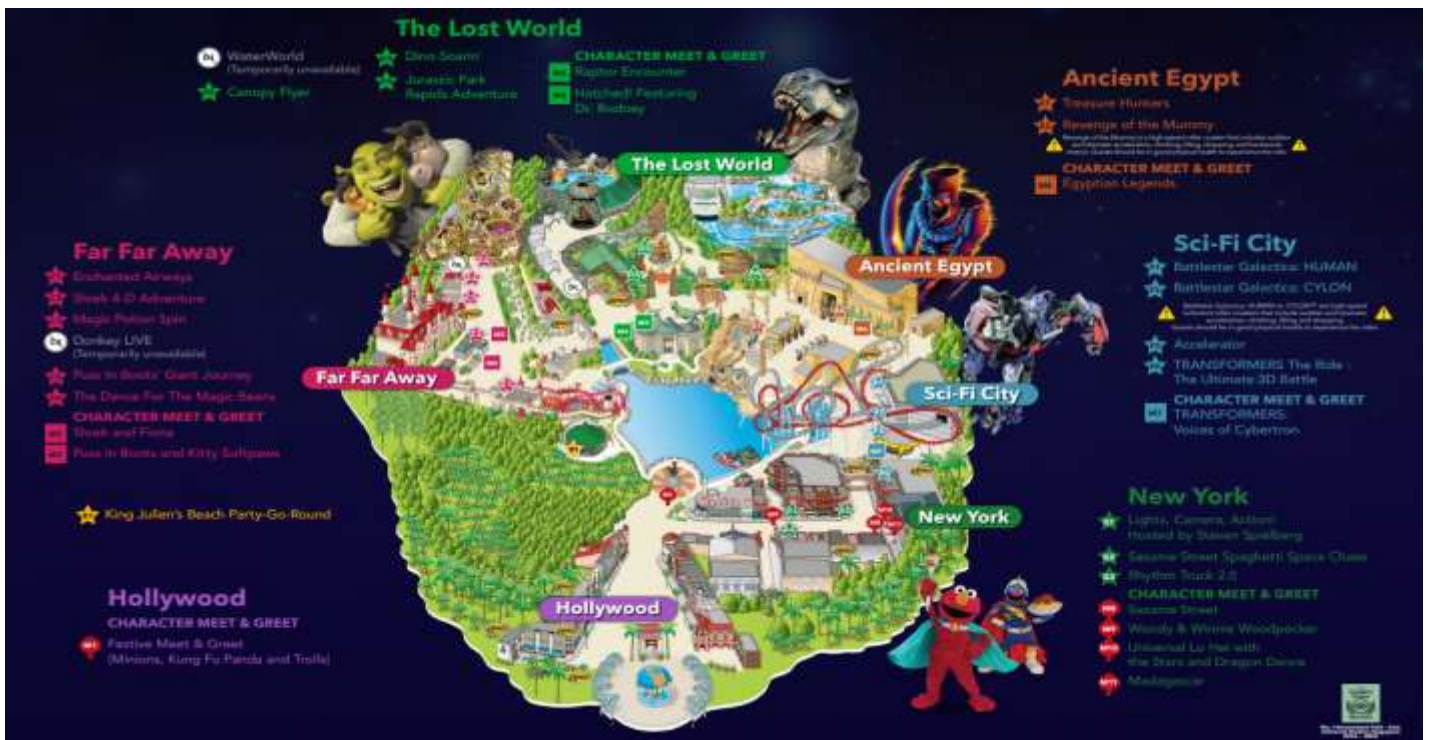 The Lost World
WaterWorld
(Temporarily unavailable)
Canopy Flyer
Dino Soarin'
Jurassic Park
Rapids Adventure
CHARACTER MEET & GREET
Raptor Encounter
Hatched! Featuring
Dr. Rodney
Ancient Egypt
Treasure Hunters
Revenge of the Mummy
CHARACTER MEET & GREET
Egyptian Legends
Far Far Away
Enchanted Airways
Shrek 4-D Adventure
Magic Potion Spin
Donkey LIVE
(Temporarily unavailable)
Puss In Boots' Giant Journey
The Dance For The Magic Beans
CHARACTER MEET & GREET
Shrek and Fiona
Puss in Boots and Kitty Softpaws
King Julien's Beach Party-Go-Round
Hollywood
CHARACTER MEET & GREET
Festive Meet & Greet
(Minions, Kung Fu Panda and Trolls)
Sci-Fi City
Battlestar Galactica: HUMAN
Battlestar Galactica: CYLON
Accelerator
TRANSFORMERS The Ride :
The Ultimate 3D Battle
CHARACTER MEET & GREET
TRANSFORMERS:
Voices of Cybertron
New York
Lights, Camera, Action!
Hosted by Steven Spielberg
Sesame Street Spaghetti Space Chase
Rhythm Truck 2.0
CHARACTER MEET & GREET
Sesame Street
Woody & Winnie Woodpecker
Universal Lu Hei with
the Stars and Dragon Dance
Madagascar
The Lost World
Ancient Egypt
Far Far Away
Sci-Fi City
New York
Hollywood